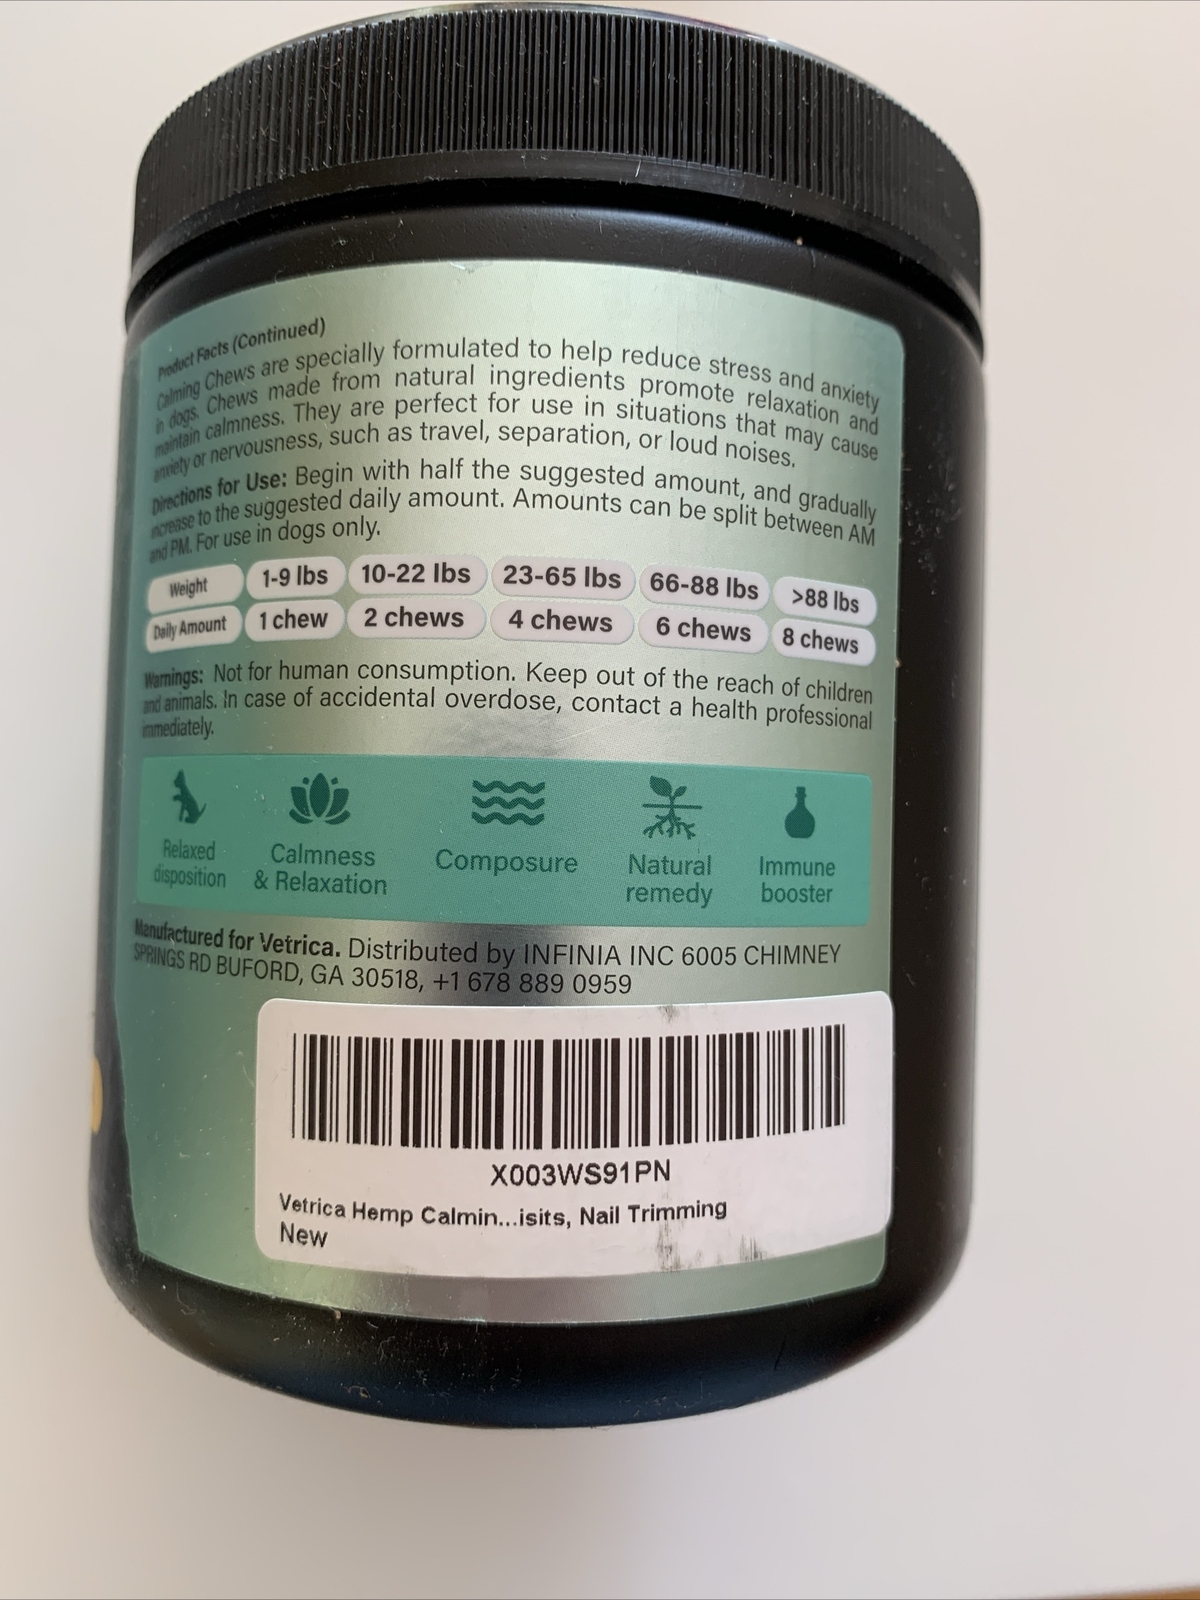 Product Facts (Continued)
Calming Chews are specially formulated to help reduce stress and anxiety
in dogs. Chews made from natural ingredients promote relaxation and
maintain calmness. They are perfect for use in situations that may cause
anxiety or nervousness, such as travel, separation, or loud noises.
Directions for Use: Begin with half the suggested amount, and gradually
increase to the suggested daily amount. Amounts can be split between AM
and PM. For use in dogs only.
Weight 1-9 lbs 10-22 lbs 23-65 lbs 66-88 lbs >88 lbs
Daily Amount 1 chew 2 chews 4 chews 6 chews 8 chews
Warnings: Not for human consumption. Keep out of the reach of children
and animals. In case of accidental overdose, contact a health professional
immediately.
Relaxed
disposition
Calmness
& Relaxation
Composure
Natural
remedy
Immune
booster
Manufactured for Vetrica. Distributed by INFINIA INC 6005 CHIMNEY
SPRINGS RD BUFORD, GA 30518, +1 678 889 0959
X003WS91PN
Vetrica Hemp Calmin...isits, Nail Trimming
New